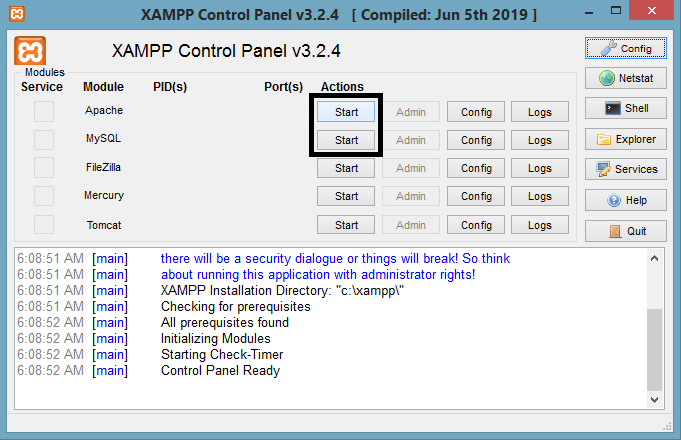 XAMPP Control Panel v3.2.4 [ Compiled: Jun 5th 2019 ]
XAMPP Control Panel v3.2.4
Config
Modules
Service Module PID(s) Port(s) Actions
Netstat
Apache Start Admin Config Logs
Shell
MySQL Start Admin Config Logs
Explorer
FileZilla Start Admin Config Logs
Services
Mercury Start Admin Config Logs
Help
Tomcat Start Admin Config Logs
Quit
6:08:51 AM [main] there will be a security dialogue or things will break! So think
6:08:51 AM [main] about running this application with administrator rights!
6:08:51 AM [main] XAMPP Installation Directory: "c:\xampp\"
6:08:51 AM [main] Checking for prerequisites
6:08:52 AM [main] All prerequisites found
6:08:52 AM [main] Initializing Modules
6:08:52 AM [main] Starting Check-Timer
6:08:52 AM [main] Control Panel Ready